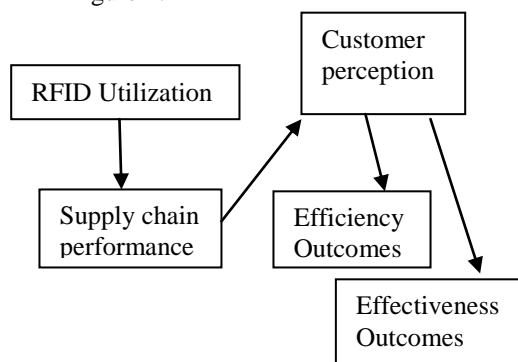 Customer
perception
RFID Utilization
Supply chain
performance
Efficiency
Outcomes
Effectiveness
Outcomes